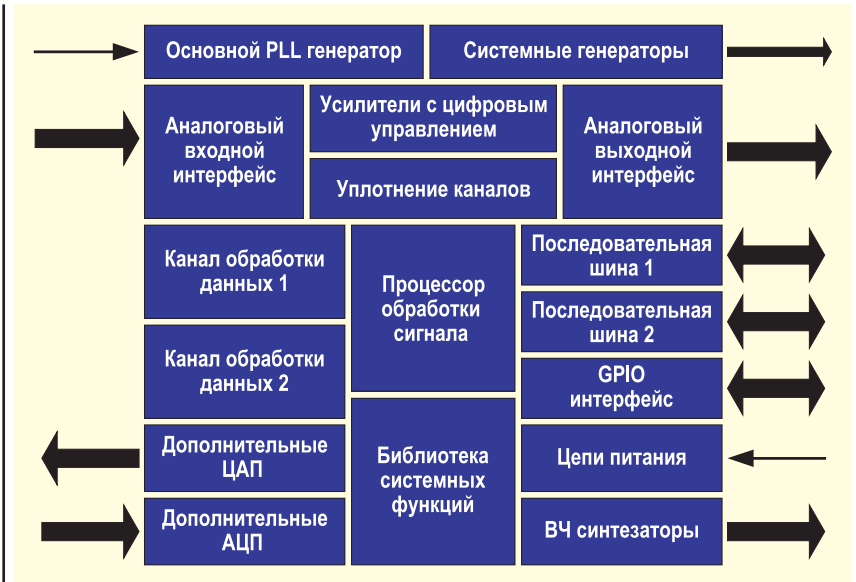 Основной PLL генератор
Системные генераторы
Аналоговый
входной
интерфейс
Усилители с цифровым
управлением
Уплотнение каналов
Аналоговый
выходной
интерфейс
Канал обработки
данных 1
Канал обработки
данных 2
Процессор
обработки
сигнала
Последовательная
шина 1
Последовательная
шина 2
GPIO
интерфейс
Дополнительные
ЦАП
Дополнительные
АЦП
Библиотека
системных
функций
Цепи питания
ВЧ синтезаторы